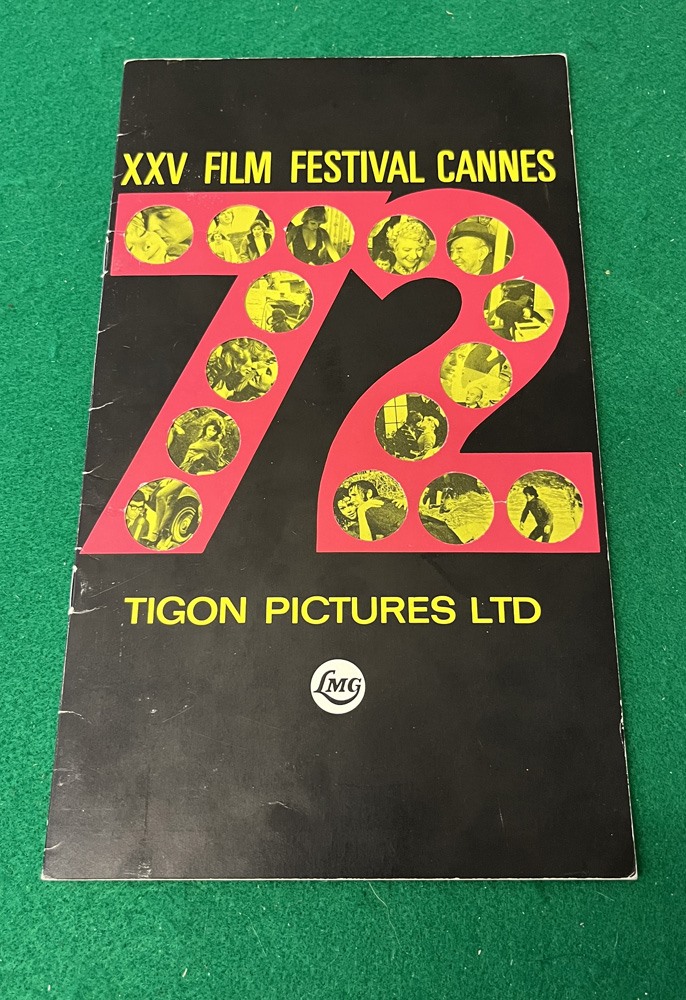 XXV FILM FESTIVAL CANNES
72
TIGON PICTURES LTD
LMG